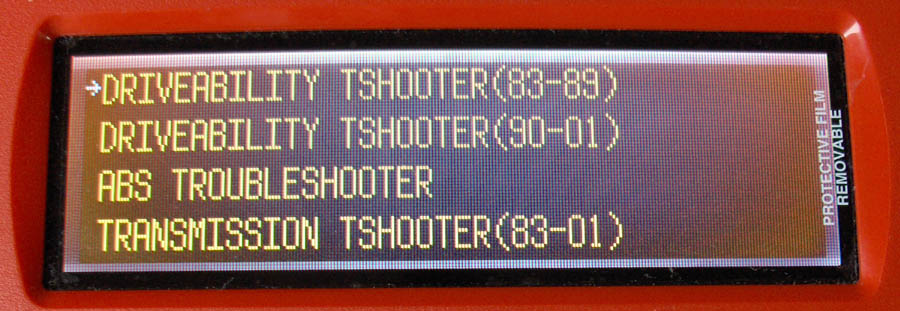 →DRIVEABILITY TSHOOTER(83-89)
DRIVEABILITY TSHOOTER(90-01)
ABS TROUBLESHOOTER
TRANSMISSION TSHOOTER(83-01)
PROTECTIVE FILM
REMOVABLE